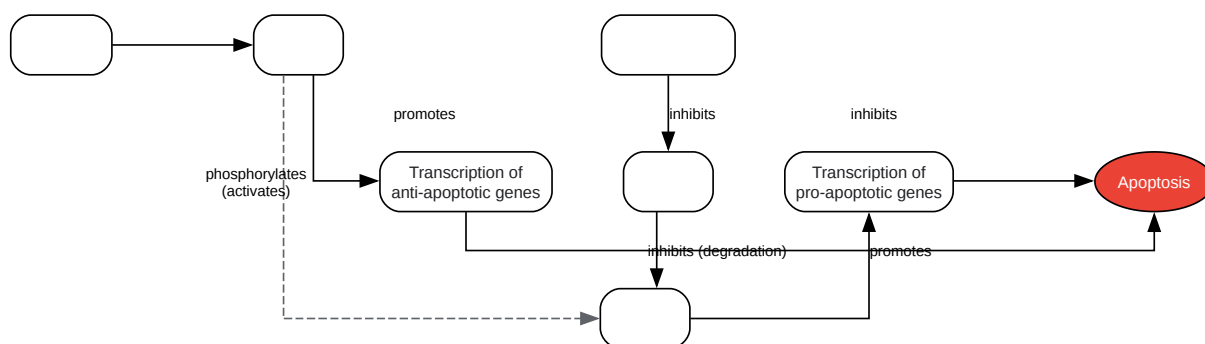 promotes
inhibits
inhibits
phosphorylates
(activates)
Transcription of
anti-apoptotic genes
Transcription of
pro-apoptotic genes
Apoptosis
inhibits (degradation)
promotes